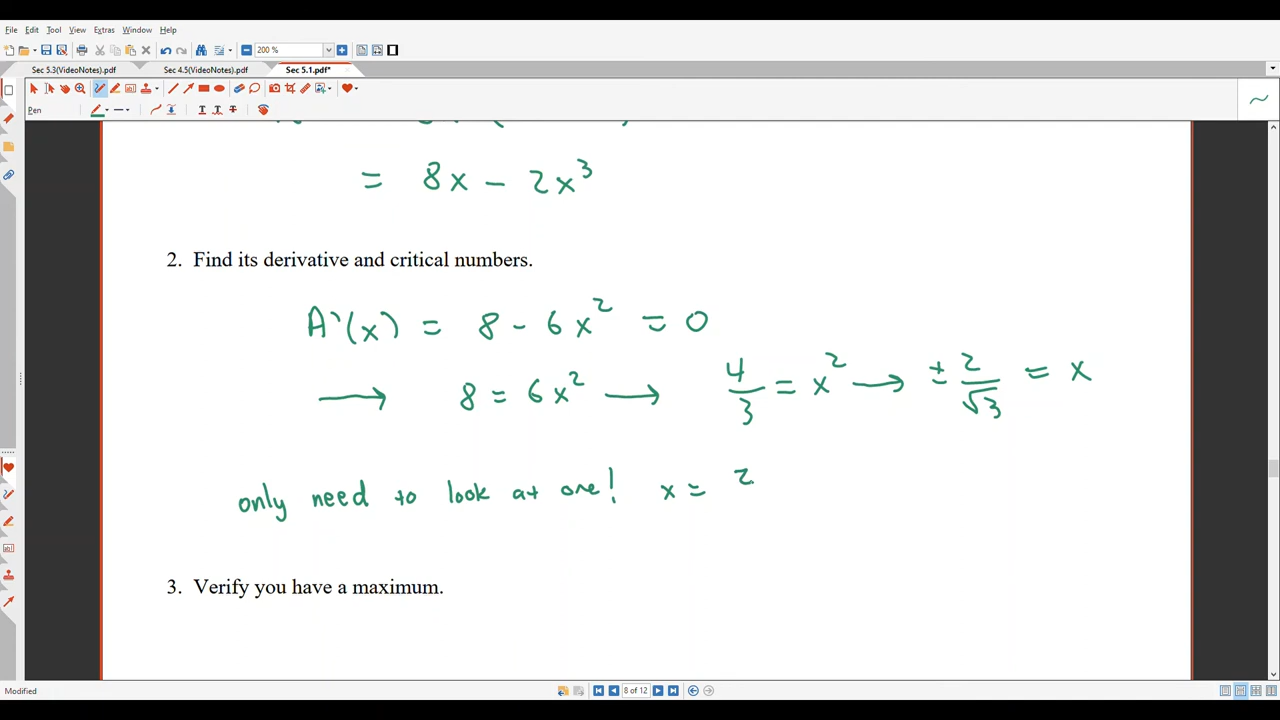 File Edit Tool View Extras Window Help
200 %
Sec 5.3(VideoNotes).pdf Sec 4.5(VideoNotes).pdf Sec 5.1.pdf*
Pen
= 8x - 2x³
2. Find its derivative and critical numbers.
A'(x) = 8 - 6x² = 0
→ 8 = 6x² → 4/3 = x² → ± 2/√3 = x
only need to look at one! x = 2
3. Verify you have a maximum.
Modified 8 of 12